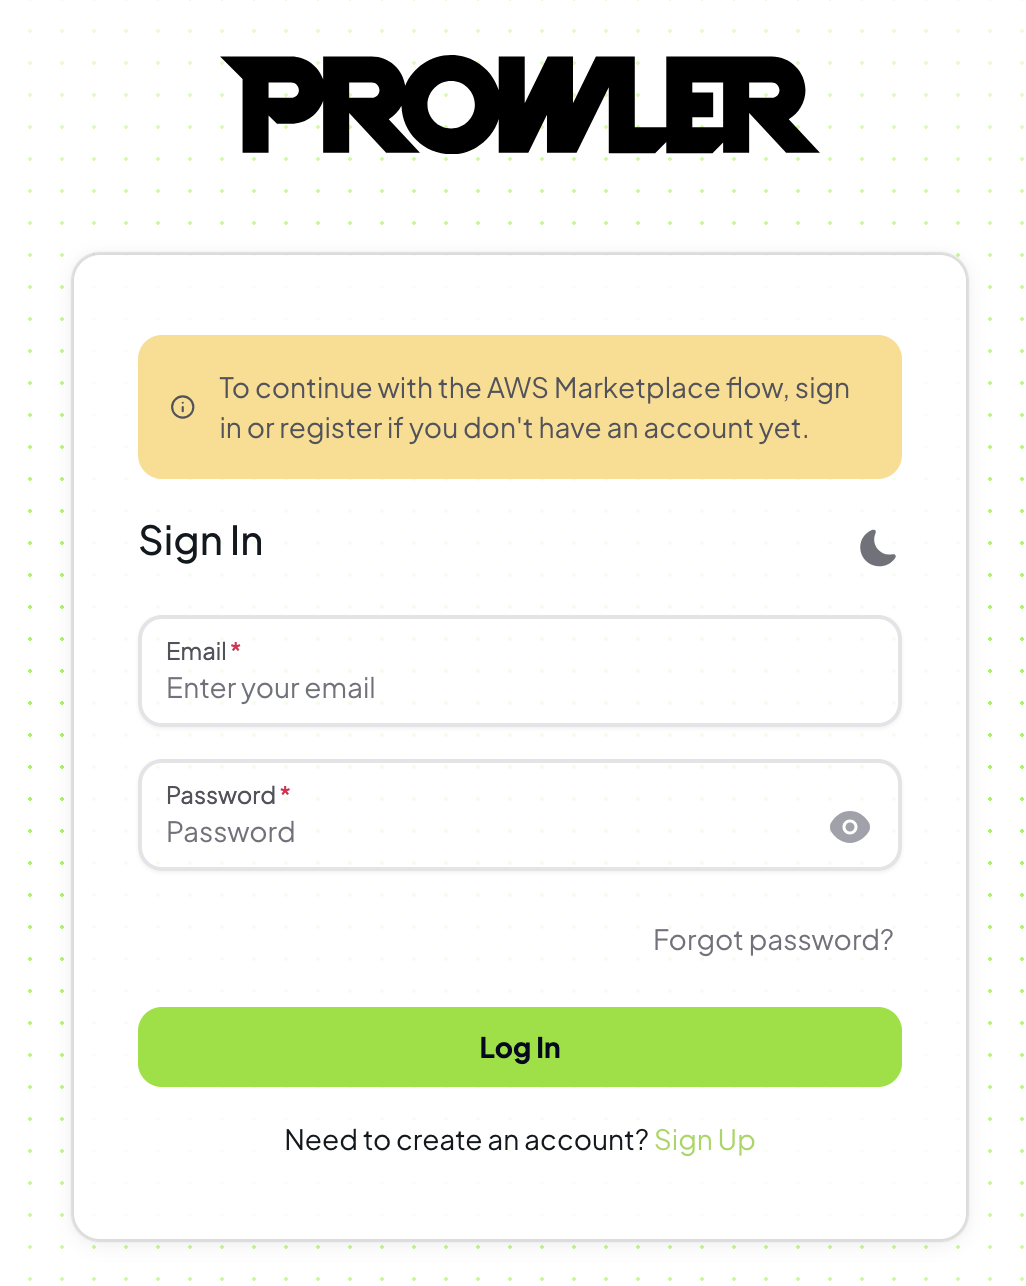 PROWLER
To continue with the AWS Marketplace flow, sign
in or register if you don't have an account yet.
Sign In
Email *
Enter your email
Password *
Password
Forgot password?
Log In
Need to create an account? Sign Up